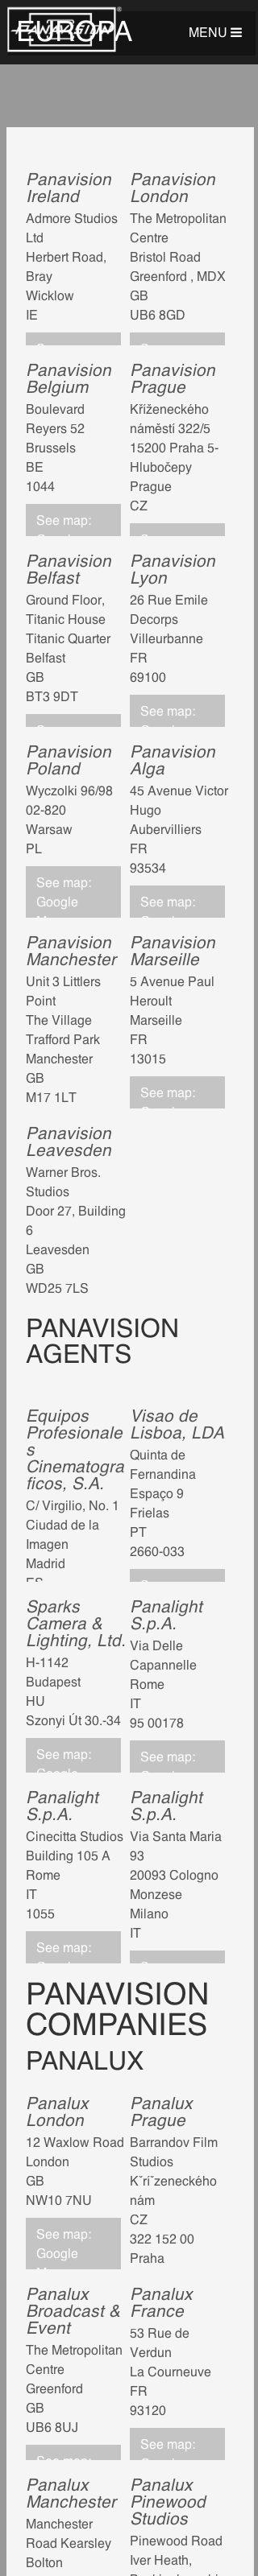 PANAVISION
EUROPA
MENU
Panavision
Ireland
Admore Studios
Ltd
Herbert Road,
Bray
Wicklow
IE
Panavision
London
The Metropolitan
Centre
Bristol Road
Greenford , MDX
GB
UB6 8GD
Panavision
Belgium
Boulevard
Reyers 52
Brussels
BE
1044
See map:
Panavision
Prague
Kříženeckého
náměstí 322/5
15200 Praha 5-
Hlubočepy
Prague
CZ
Panavision
Belfast
Ground Floor,
Titanic House
Titanic Quarter
Belfast
GB
BT3 9DT
Panavision
Lyon
26 Rue Emile
Decorps
Villeurbanne
FR
69100
See map:
Panavision
Poland
Wyczolki 96/98
02-820
Warsaw
PL
See map:
Google
Panavision
Alga
45 Avenue Victor
Hugo
Aubervilliers
FR
93534
See map:
Panavision
Manchester
Unit 3 Littlers
Point
The Village
Trafford Park
Manchester
GB
M17 1LT
Panavision
Marseille
5 Avenue Paul
Heroult
Marseille
FR
13015
See map:
Panavision
Leavesden
Warner Bros.
Studios
Door 27, Building
6
Leavesden
GB
WD25 7LS
PANAVISION
AGENTS
Equipos
Profesionale
s
Cinematogra
ficos, S.A.
C/ Virgilio, No. 1
Ciudad de la
Imagen
Madrid
ES
Visao de
Lisboa, LDA
Quinta de
Fernandina
Espaço 9
Frielas
PT
2660-033
Sparks
Camera &
Lighting, Ltd.
H-1142
Budapest
HU
Szonyi Út 30.-34
See map:
Panalight
S.p.A.
Via Delle
Capannelle
Rome
IT
95 00178
See map:
Panalight
S.p.A.
Cinecitta Studios
Building 105 A
Rome
IT
1055
See map:
Panalight
S.p.A.
Via Santa Maria
93
20093 Cologno
Monzese
Milano
IT
PANAVISION
COMPANIES
PANALUX
Panalux
London
12 Waxlow Road
London
GB
NW10 7NU
See map:
Google
Panalux
Prague
Barrandov Film
Studios
Kˇríˇzeneckého
nám
CZ
322 152 00
Praha
Panalux
Broadcast &
Event
The Metropolitan
Centre
Greenford
GB
UB6 8UJ
See map:
Panalux
France
53 Rue de
Verdun
La Courneuve
FR
93120
See map:
Panalux
Manchester
Manchester
Road Kearsley
Bolton
Panalux
Pinewood
Studios
Pinewood Road
Iver Heath,